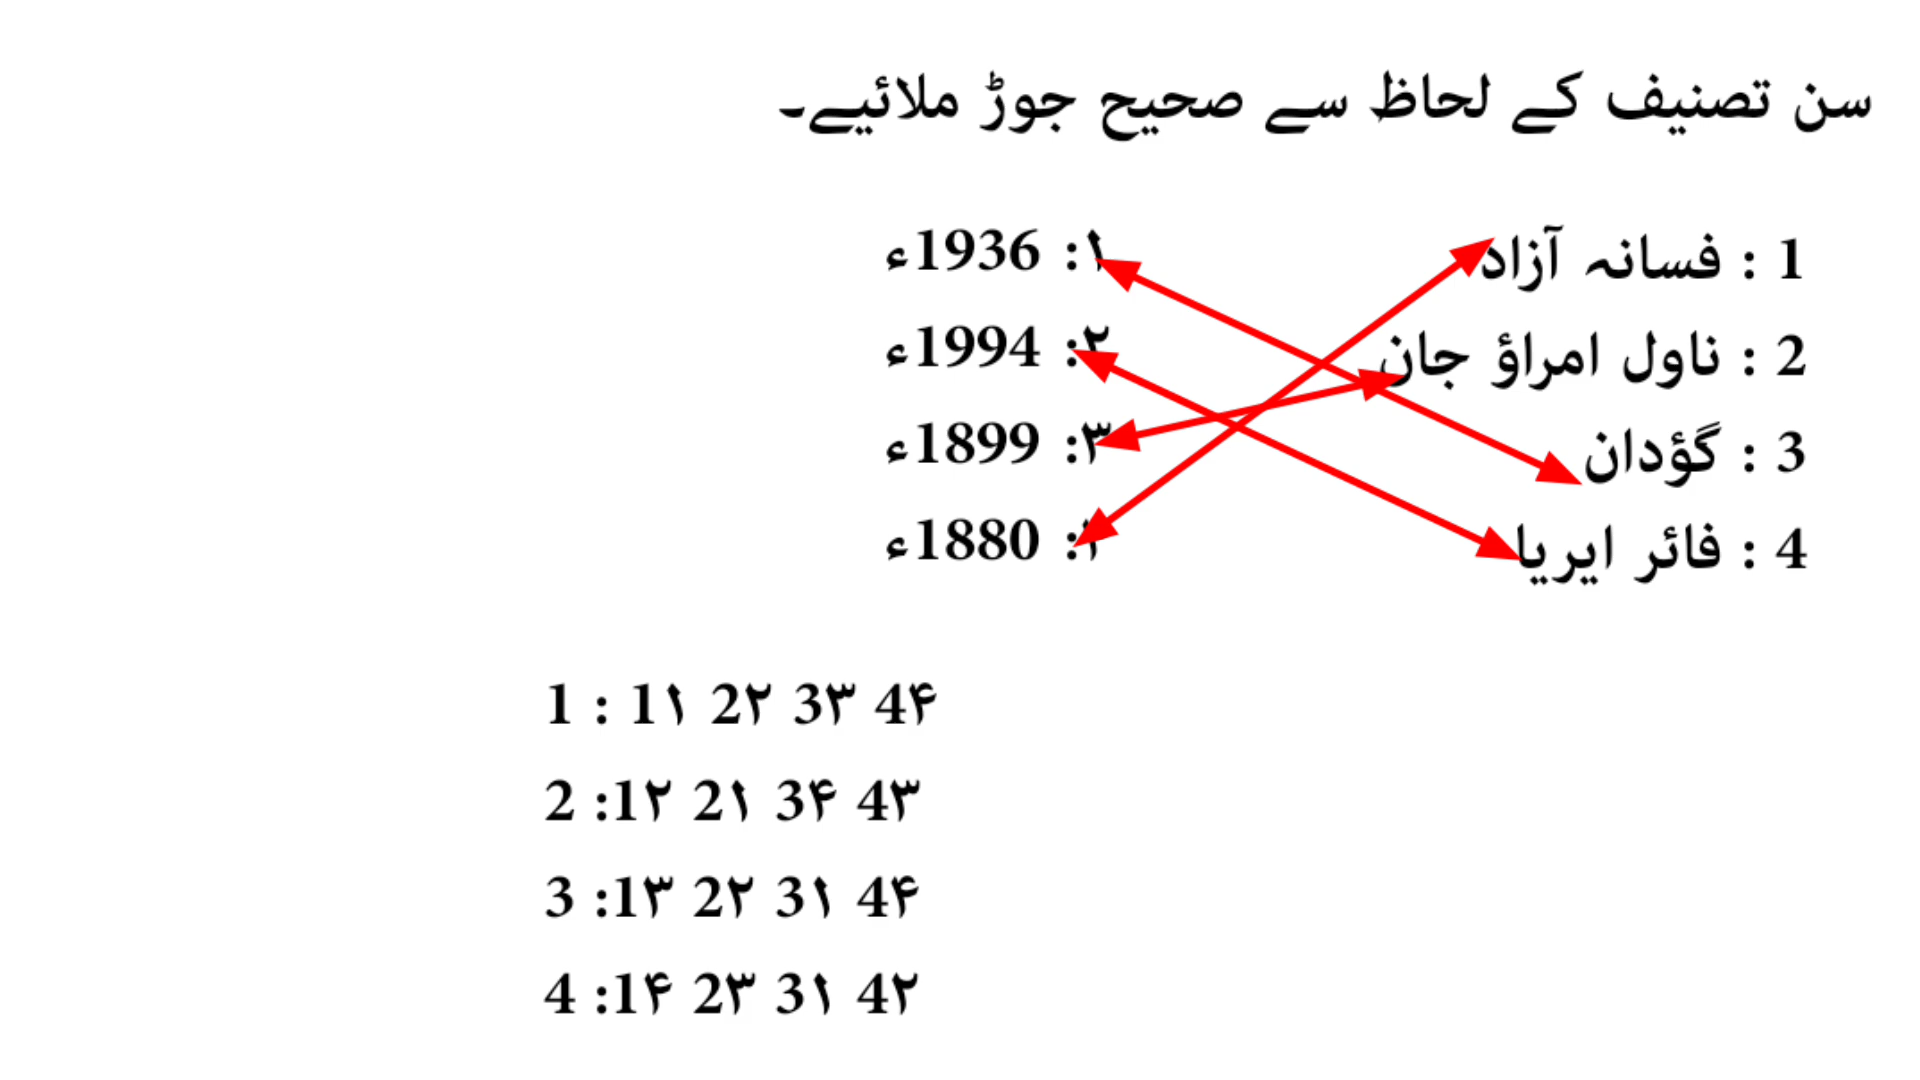 سن تصنیف کے لحاظ سے صحیح جوڑ ملائیے۔
1 : فسانہ آزاد ۱: 1936ء
2 : ناول امراؤ جان ۲: 1994ء
3 : گؤدان ۳: 1899ء
4 : فائر ایریا : 1880ء
1 : 1۱ 2۲ 3۳ 4۴
2 :1۲ 2۱ 3۴ 4۳
3 :1۳ 2۲ 3۱ 4۴
4 :1۴ 2۳ 3۱ 4۲